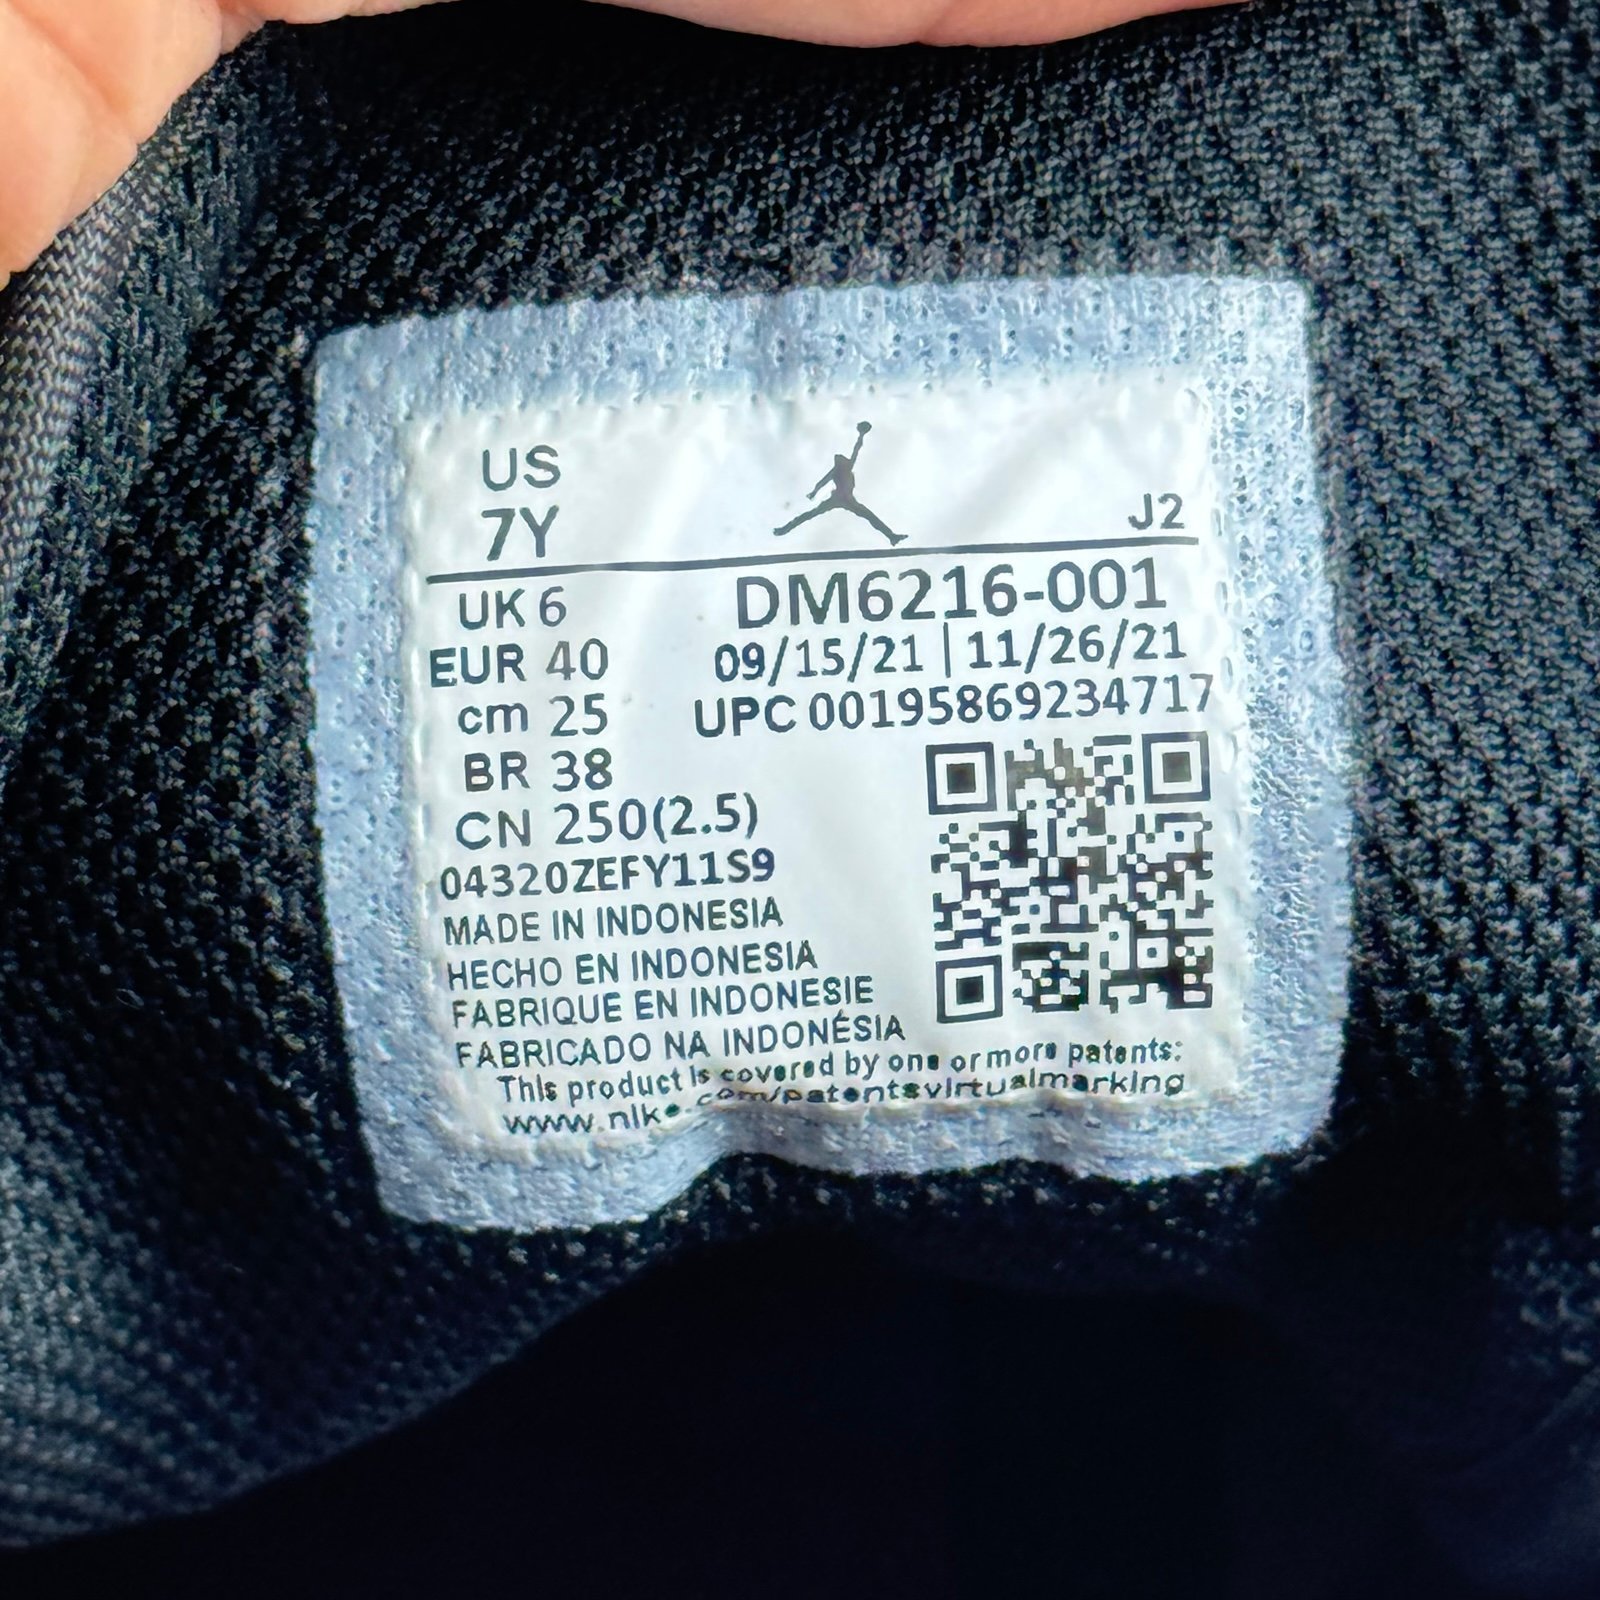 US
7Y
J2
UK 6
DM6216-001
EUR 40
09/15/21 | 11/26/21
cm 25
UPC 00195869234717
BR 38
CN 250(2.5)
04320ZEFY11S9
MADE IN INDONESIA
HECHO EN INDONESIA
FABRIQUE EN INDONESIE
FABRICADO NA INDONÉSIA
This product is covered by one or more patents:
www.nike.com/patentsvirtualmarking